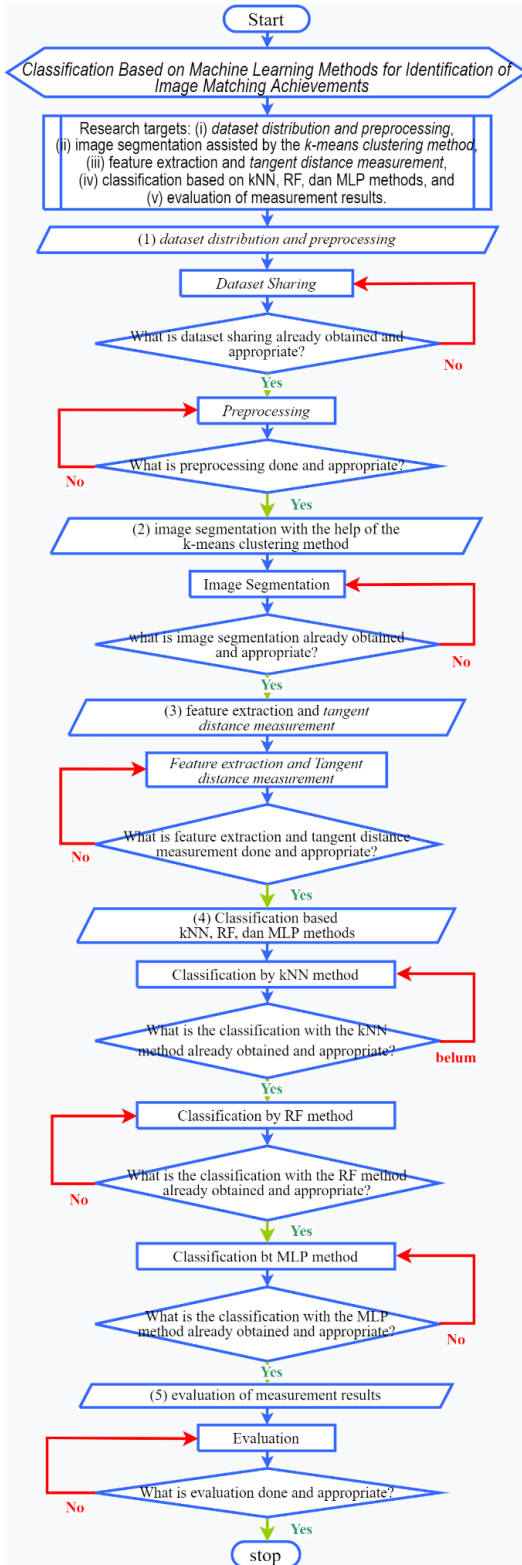 Start
Classification Based on Machine Learning Methods for Identification of
Image Matching Achievements
Research targets: (i) dataset distribution and preprocessing,
(ii) image segmentation assisted by the k-means clustering method,
(iii) feature extraction and tangent distance measurement,
(iv) classification based on kNN, RF, dan MLP methods, and
(v) evaluation of measurement results.
(1) dataset distribution and preprocessing
Dataset Sharing
What is dataset sharing already obtained and
appropriate?
No
Yes
Preprocessing
What is preprocessing done and appropriate?
No
Yes
(2) image segmentation with the help of the
k-means clustering method
Image Segmentation
what is image segmentation already obtained
and appropriate?
No
Yes
(3) feature extraction and tangent
distance measurement
Feature extraction and Tangent
distance measurement
What is feature extraction and tangent distance
measurement done and appropriate?
No
Yes
(4) Classification based
kNN, RF, dan MLP methods
Classification by kNN method
What is the classification with the kNN
method already obtained and appropriate?
belum
Yes
Classification by RF method
What is the classification with the RF method
already obtained and appropriate?
No
Yes
Classification bt MLP method
What is the classification with the MLP
method already obtained and appropriate?
No
Yes
(5) evaluation of measurement results
Evaluation
What is evaluation done and appropriate?
No
Yes
stop